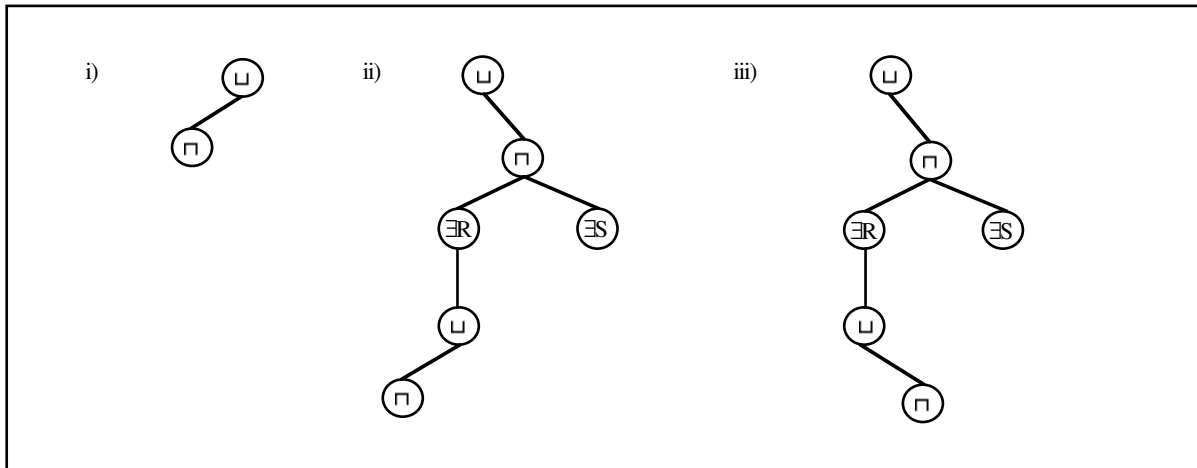 i) ii) iii)
⊔ ⊔ ⊔
⊓ ⊓ ⊓
∃R ∃S ∃R ∃S
⊔ ⊔
⊓ ⊓